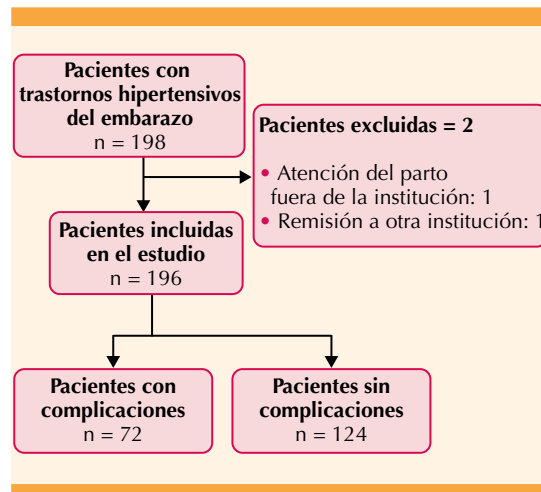 Pacientes con
trastornos hipertensivos
del embarazo
n = 198
Pacientes excluidas = 2
• Atención del parto
fuera de la institución: 1
• Remisión a otra institución: 1
Pacientes incluidas
en el estudio
n = 196
Pacientes con
complicaciones
n = 72
Pacientes sin
complicaciones
n = 124